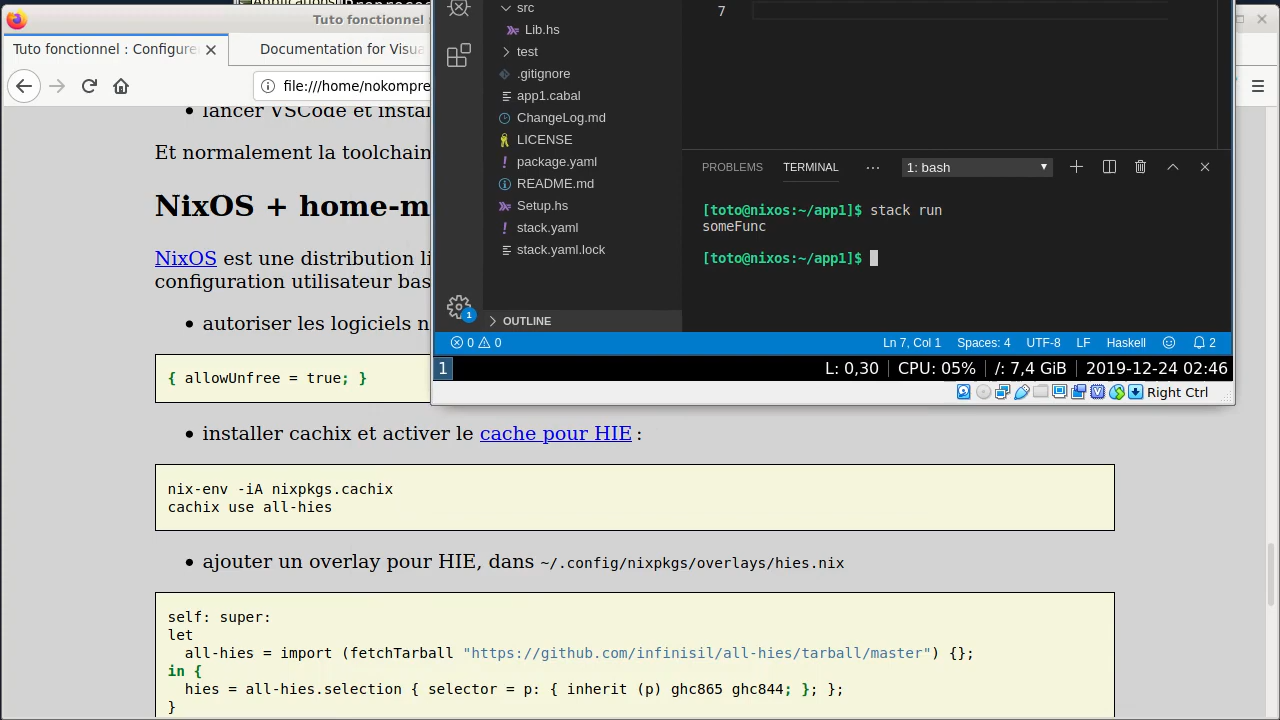 Applications
Tuto fonctionnel :
Tuto fonctionnel : Configure
Documentation for Visua
file:///home/nokompre
lancer VSCode et instal
Et normalement la toolchain
NixOS + home-m
NixOS est une distribution li
configuration utilisateur bas
autoriser les logiciels n
{ allowUnfree = true; }
installer cachix et activer le cache pour HIE :
nix-env -iA nixpkgs.cachix
cachix use all-hies
ajouter un overlay pour HIE, dans ~/.config/nixpkgs/overlays/hies.nix
self: super:
let
all-hies = import (fetchTarball "https://github.com/infinisil/all-hies/tarball/master") {};
in {
hies = all-hies.selection { selector = p: { inherit (p) ghc865 ghc844; }; };
}
src
Lib.hs
test
.gitignore
app1.cabal
ChangeLog.md
LICENSE
package.yaml
README.md
Setup.hs
stack.yaml
stack.yaml.lock
OUTLINE
7
PROBLEMS TERMINAL ··· 1: bash
[toto@nixos:~/app1]$ stack run
someFunc
[toto@nixos:~/app1]$
1
0 0 Ln 7, Col 1 Spaces: 4 UTF-8 LF Haskell 2
1 L: 0,30 CPU: 05% /: 7,4 GiB 2019-12-24 02:46
Right Ctrl